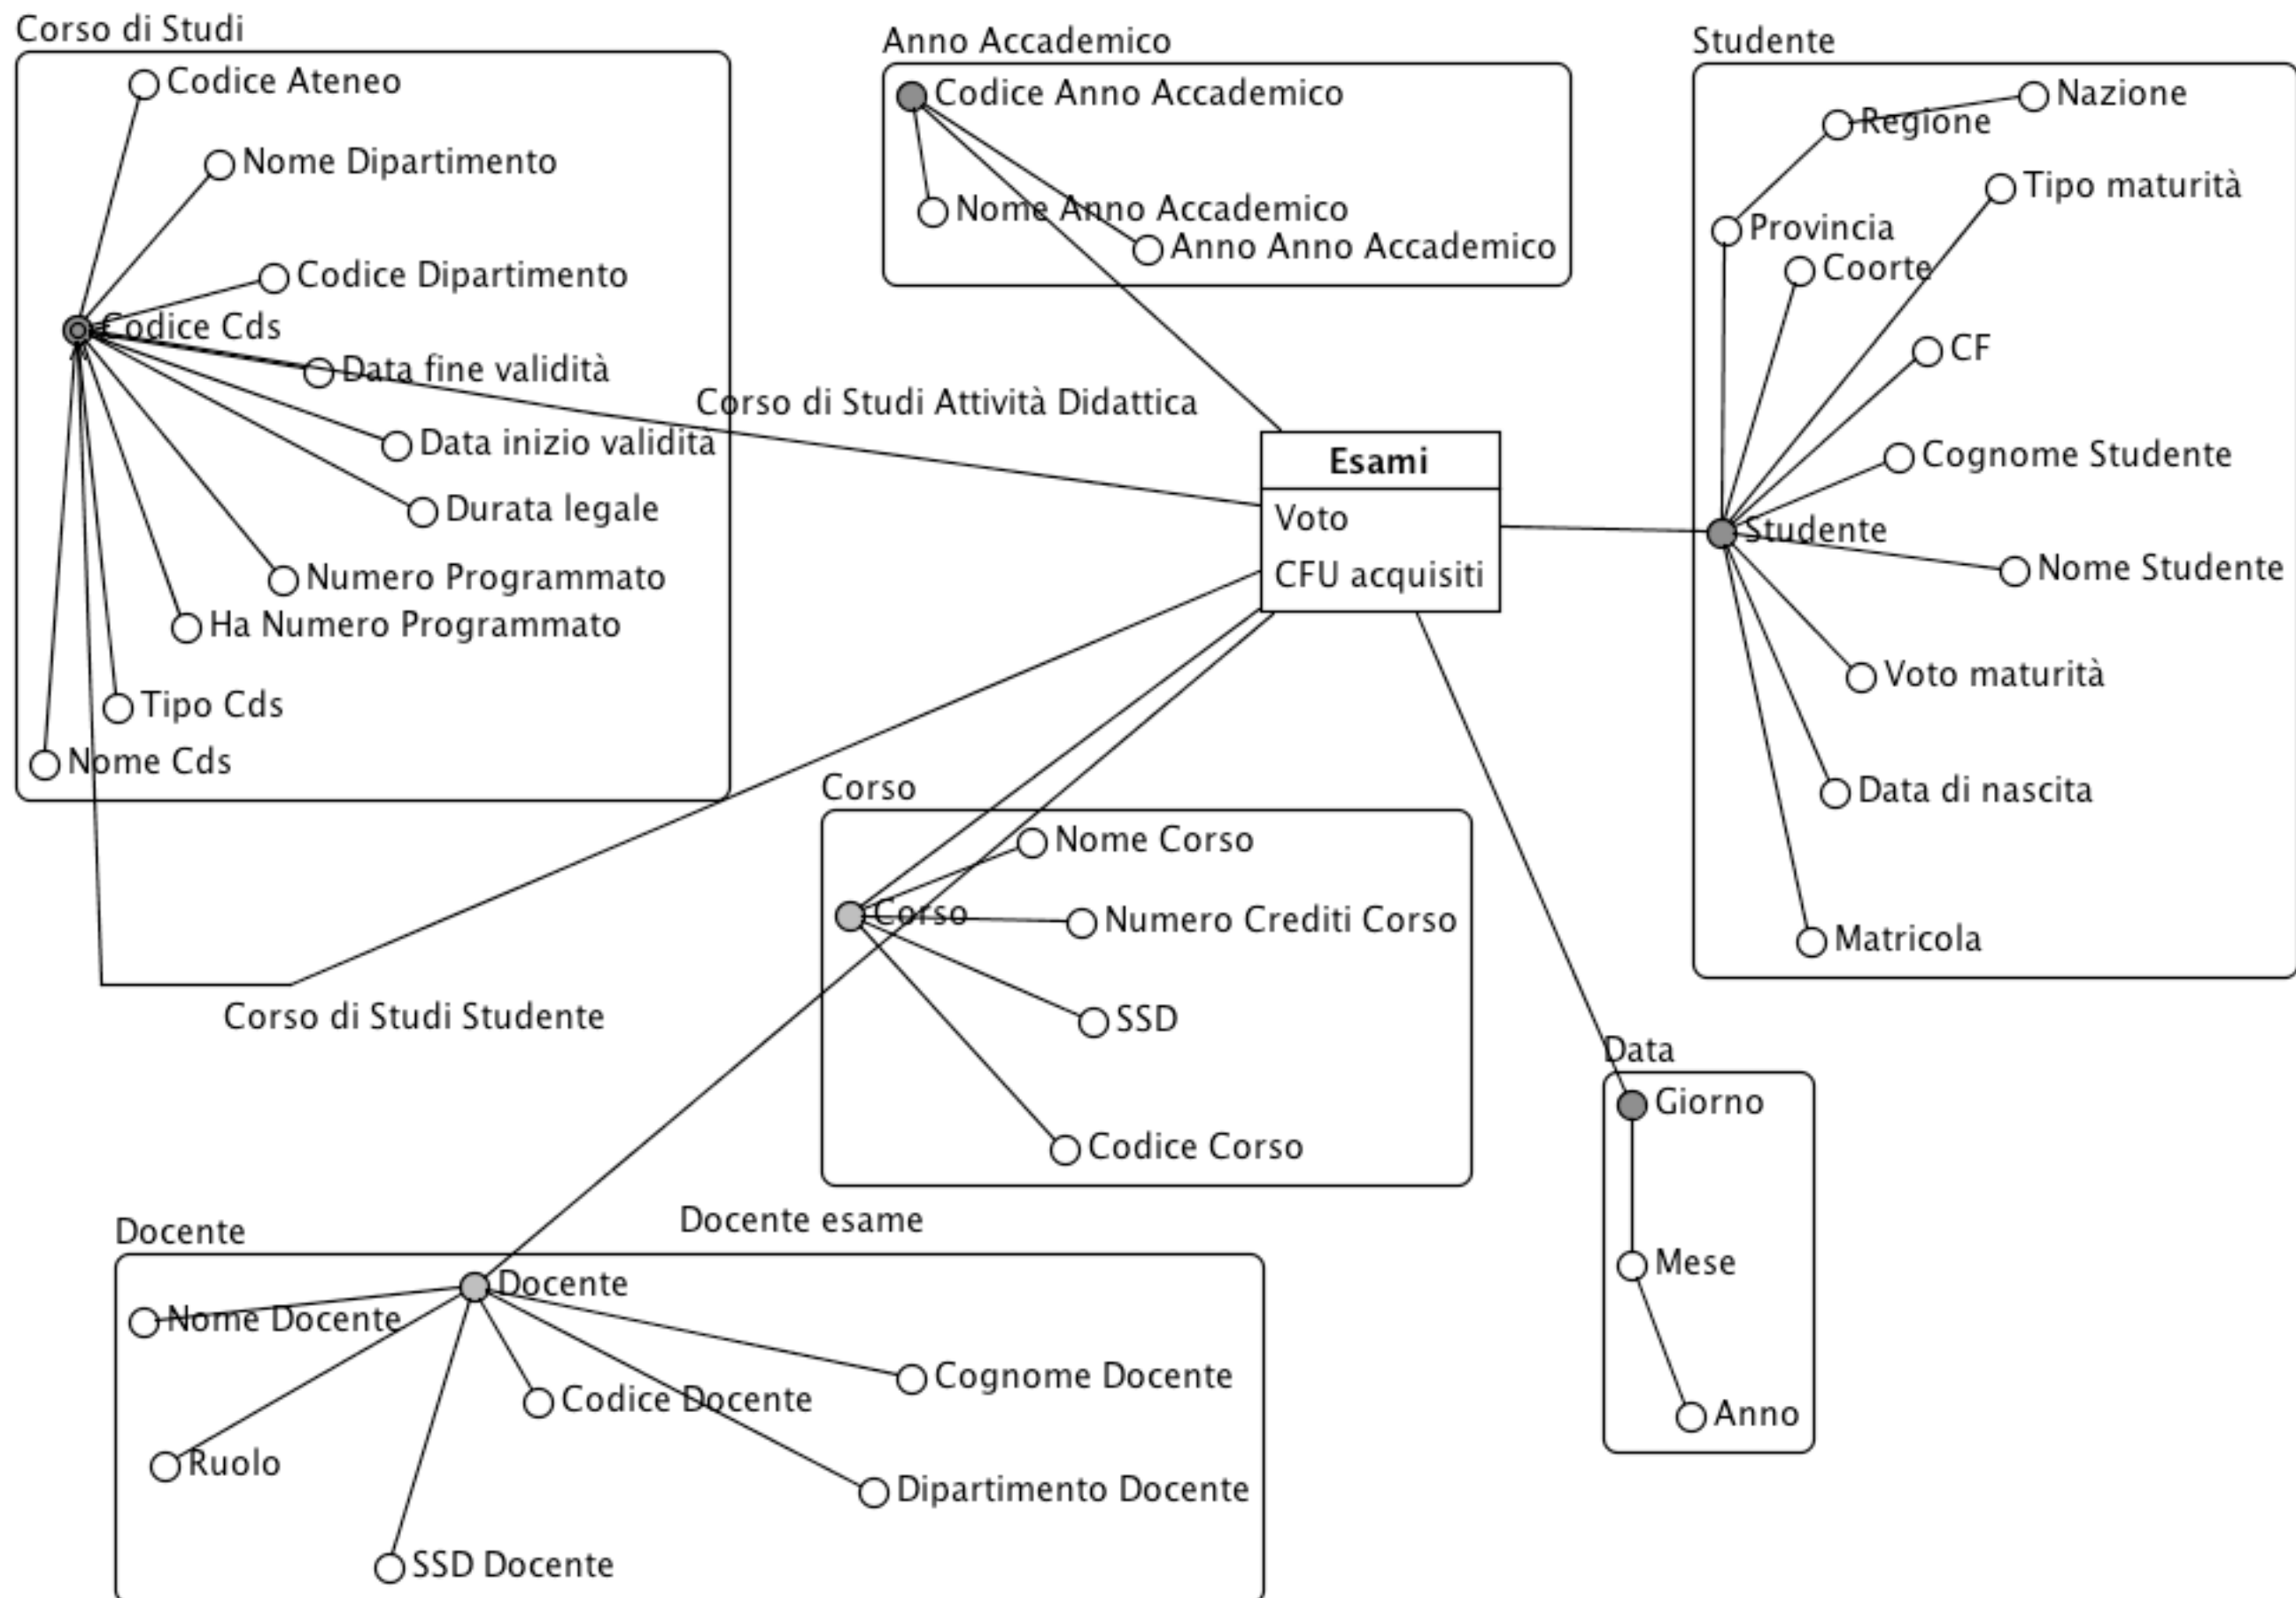 Corso di Studi
Codice Ateneo
Nome Dipartimento
Codice Dipartimento
Codice Cds
Data fine validità
Data inizio validità
Durata legale
Numero Programmato
Ha Numero Programmato
Tipo Cds
Nome Cds
Anno Accademico
Codice Anno Accademico
Nome Anno Accademico
Anno Anno Accademico
Studente
Nazione
Regione
Tipo maturità
Provincia
Coorte
CF
Cognome Studente
Studente
Nome Studente
Voto maturità
Data di nascita
Matricola
Corso di Studi Attività Didattica
Esami
Voto
CFU acquisiti
Corso di Studi Studente
Corso
Nome Corso
Corso
Numero Crediti Corso
SSD
Codice Corso
Data
Giorno
Mese
Anno
Docente esame
Docente
Docente
Nome Docente
Cognome Docente
Codice Docente
Ruolo
Dipartimento Docente
SSD Docente